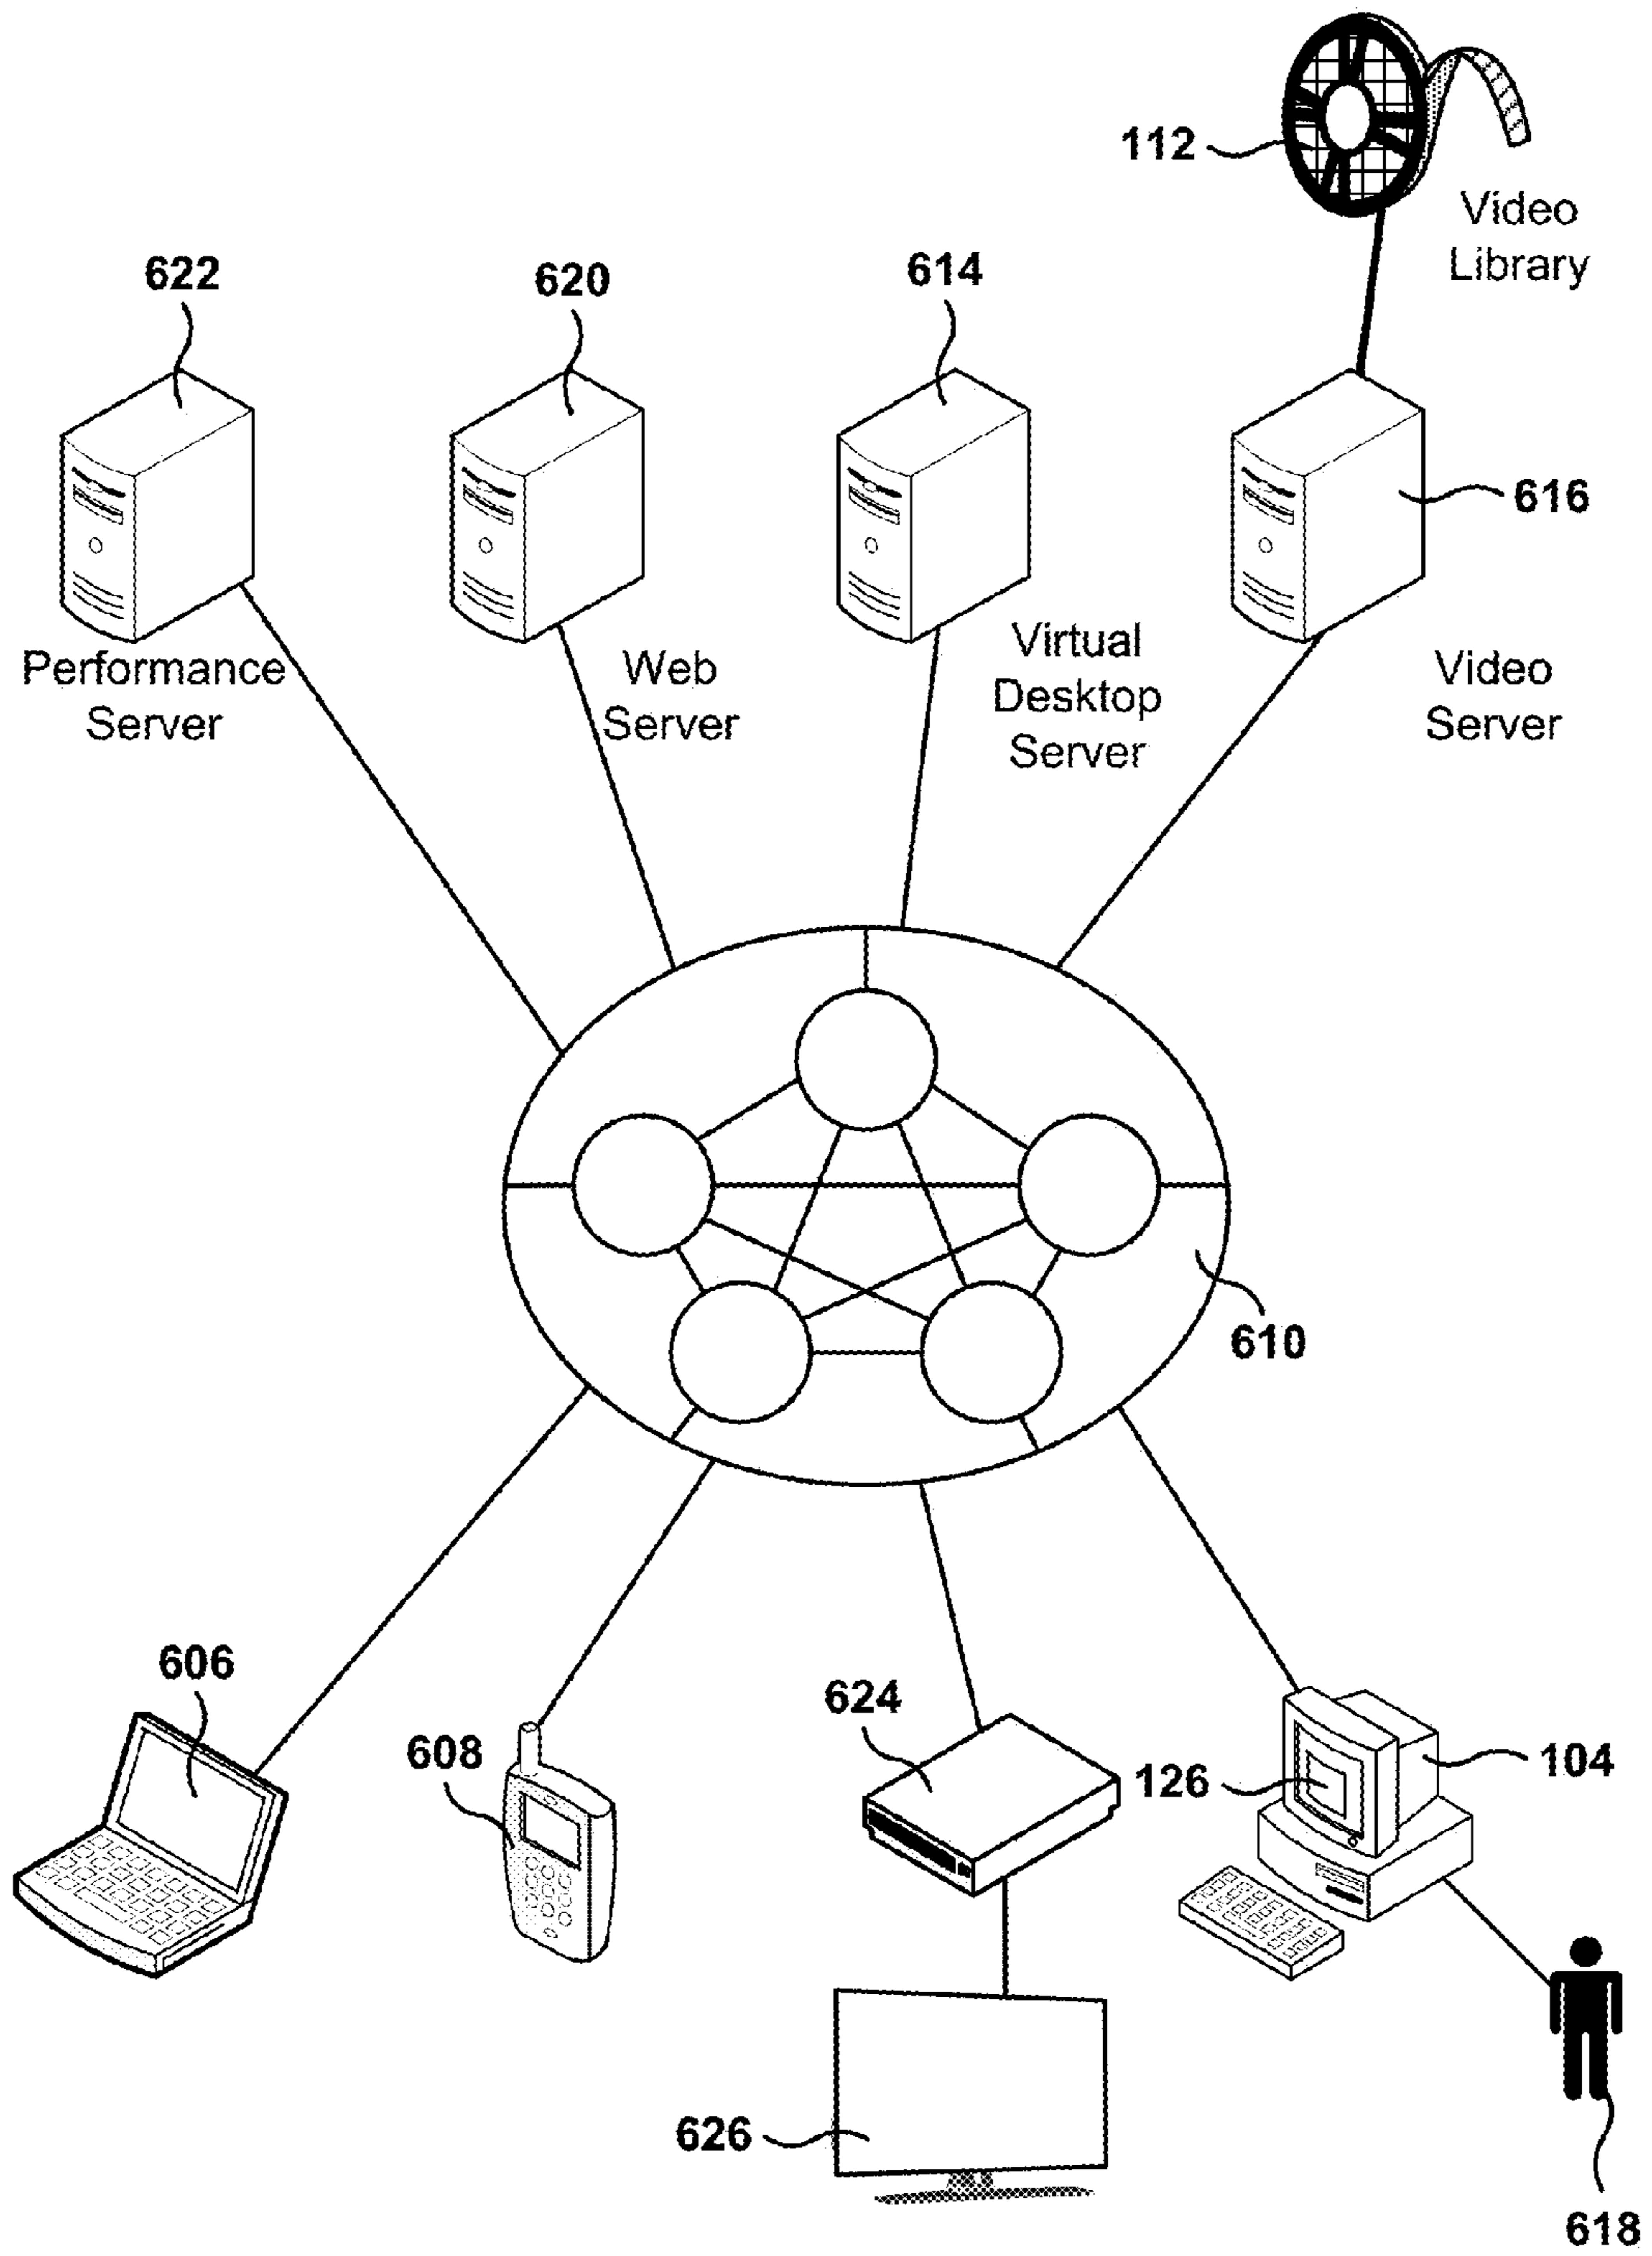 112
Video
Library
622
620
614
616
Performance
Server
Web
Server
Virtual
Desktop
Server
Video
Server
610
606
608
624
126
104
626
618